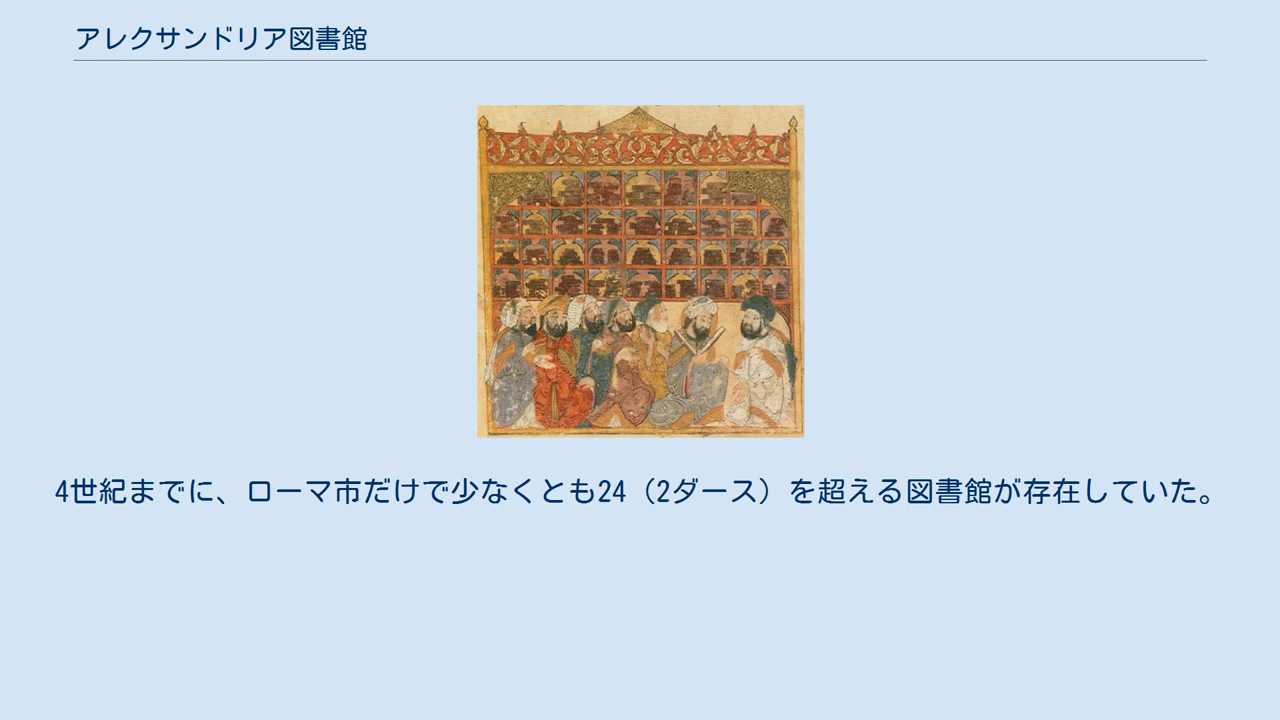 アレクサンドリア図書館
4世紀までに、ローマ市だけで少なくとも24（2ダース）を超える図書館が存在していた。